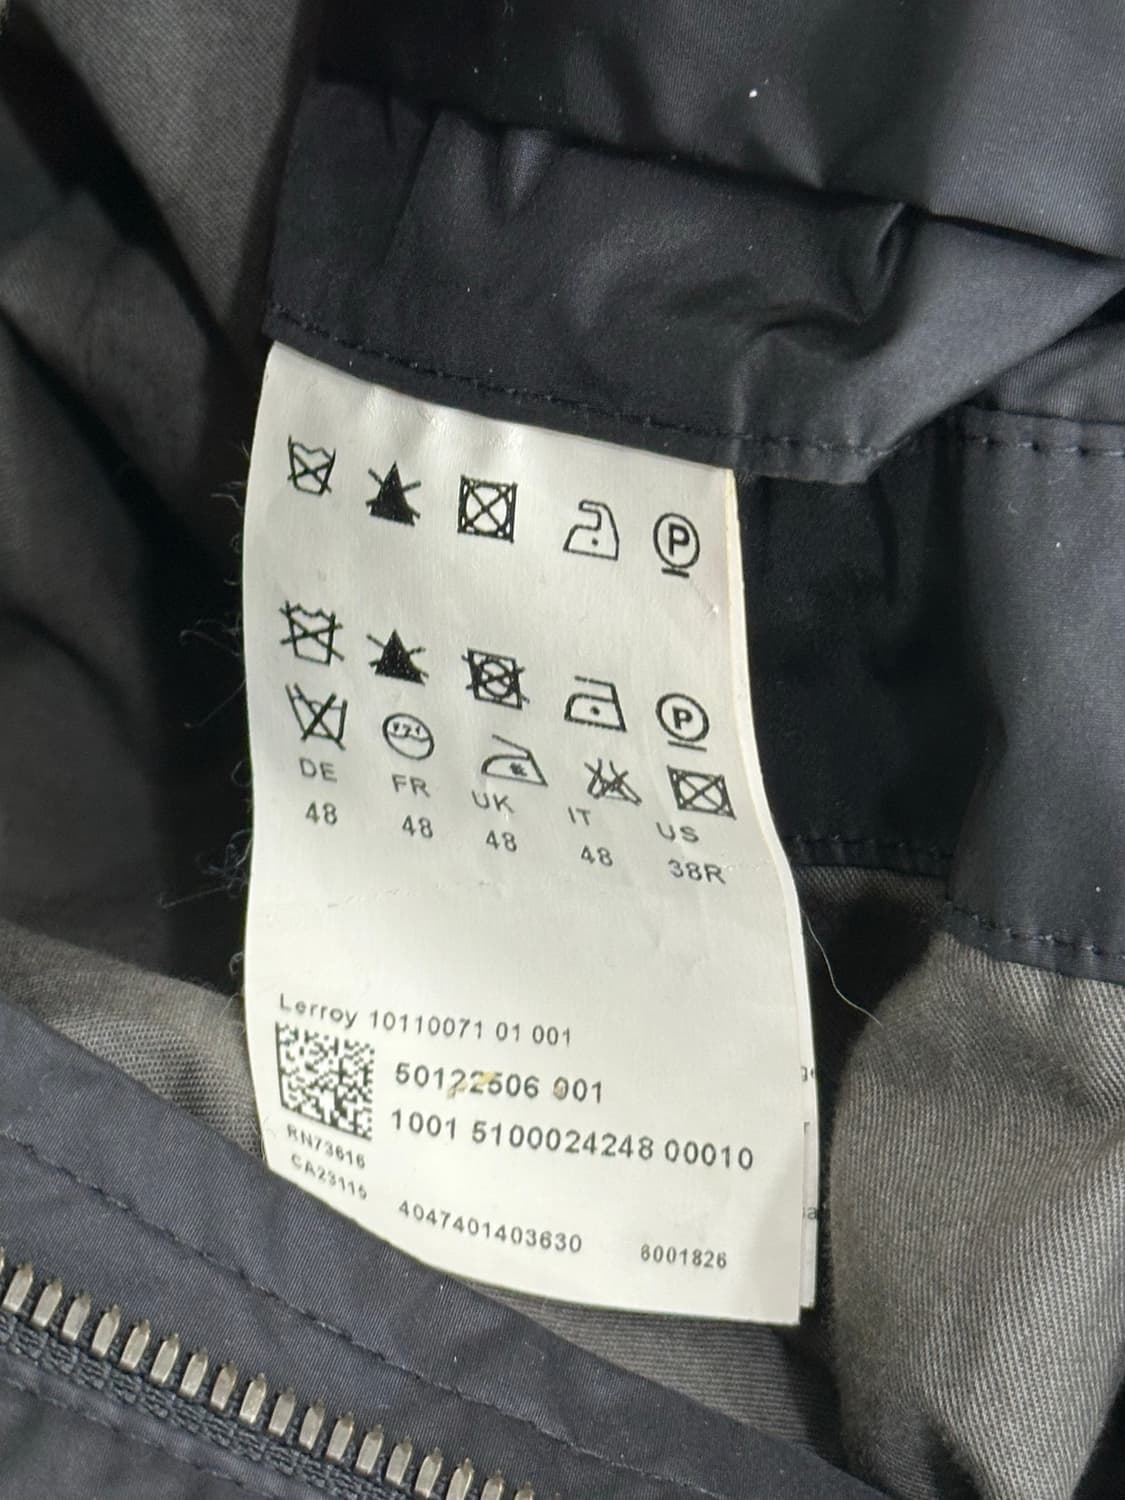 P
P
DE FR UK IT US
48 48 48 48 38R
Lerroy 10110071 01 001
50122506 001
1001 5100024248 00010
RN73616
CA23115
4047401403630 6001826